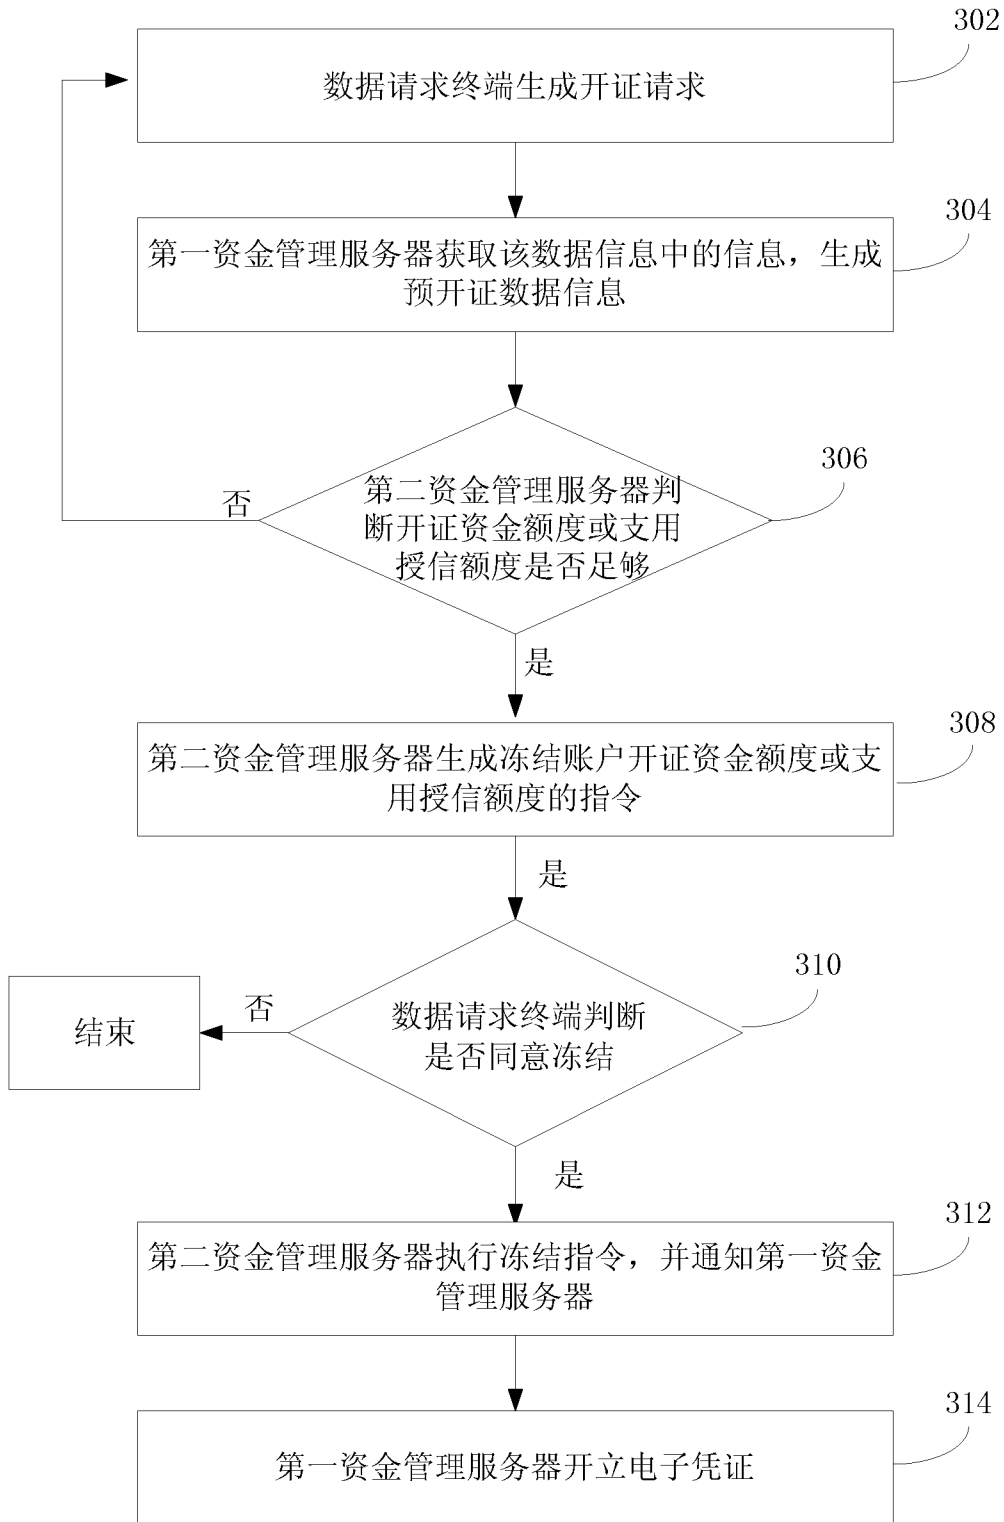 302
数据请求终端生成开证请求
304
第一资金管理服务器获取该数据信息中的信息，生成
预开证数据信息
306
第二资金管理服务器判
断开证资金额度或支用
授信额度是否足够
否
是
308
第二资金管理服务器生成冻结账户开证资金额度或支
用授信额度的指令
是
310
数据请求终端判断
是否同意冻结
否
结束
是
312
第二资金管理服务器执行冻结指令，并通知第一资金
管理服务器
314
第一资金管理服务器开立电子凭证